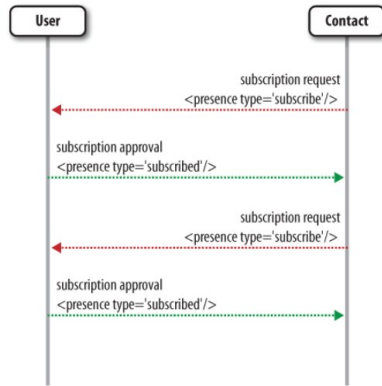 User
Contact
subscription request
<presence type='subscribe'/>
subscription approval
<presence type='subscribed'/>
subscription request
<presence type='subscribe'/>
subscription approval
<presence type='subscribed'/>